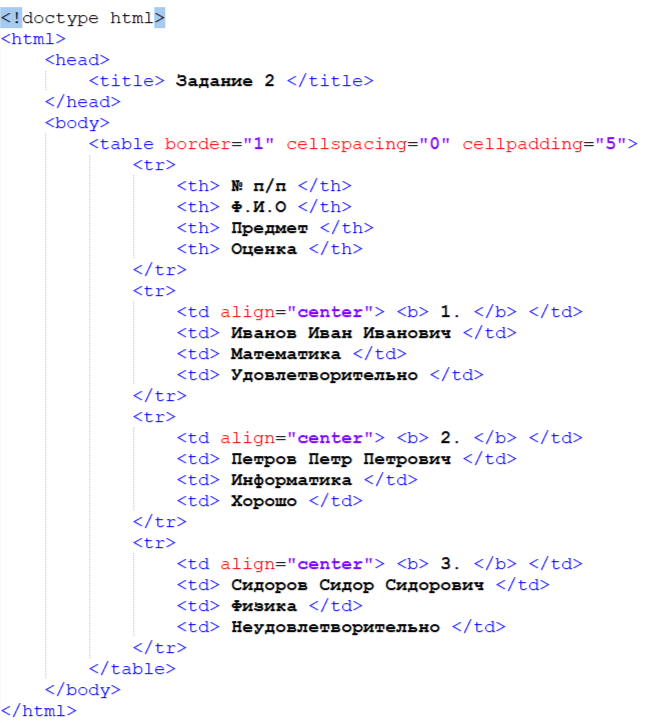 <!doctype html>
<html>
<head>
<title> Задание 2 </title>
</head>
<body>
<table border="1" cellspacing="0" cellpadding="5">
<tr>
<th> № п/п </th>
<th> Ф.И.О </th>
<th> Предмет </th>
<th> Оценка </th>
</tr>
<tr>
<td align="center"> <b> 1. </b> </td>
<td> Иванов Иван Иванович </td>
<td> Математика </td>
<td> Удовлетворительно </td>
</tr>
<tr>
<td align="center"> <b> 2. </b> </td>
<td> Петров Петр Петрович </td>
<td> Информатика </td>
<td> Хорошо </td>
</tr>
<tr>
<td align="center"> <b> 3. </b> </td>
<td> Сидоров Сидор Сидорович </td>
<td> Физика </td>
<td> Неудовлетворительно </td>
</tr>
</table>
</body>
</html>